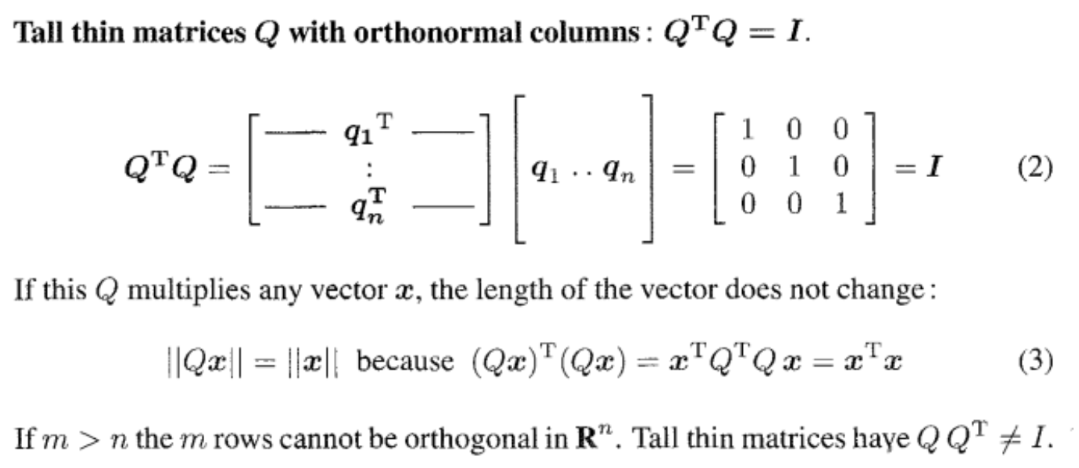 Tall thin matrices Q with orthonormal columns: QᵀQ = I.
QᵀQ = [ — q₁ᵀ — : — qₙᵀ — ] [ q₁ ·· qₙ ] = [ 1 0 0 0 1 0 0 0 1 ] = I (2)
If this Q multiplies any vector x, the length of the vector does not change:
||Qx|| = ||x|| because (Qx)ᵀ(Qx) = xᵀQᵀQx = xᵀx (3)
If m > n the m rows cannot be orthogonal in Rⁿ. Tall thin matrices have Q Qᵀ ≠ I.